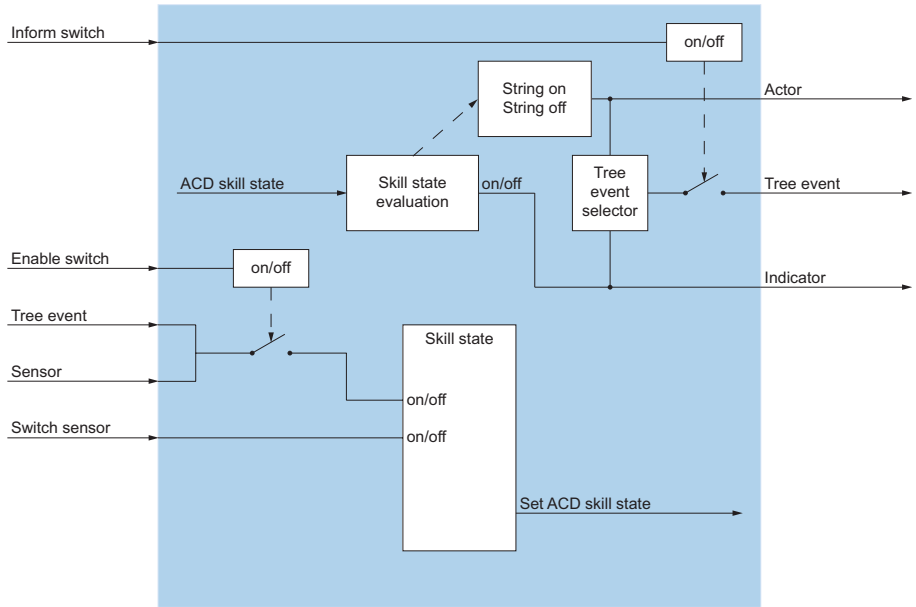 Inform switch
on/off
String on
String off
Actor
ACD skill state
Skill state
evaluation
on/off
Tree
event
selector
Tree event
Enable switch
on/off
Indicator
Tree event
Skill state
Sensor
on/off
Switch sensor
on/off
Set ACD skill state